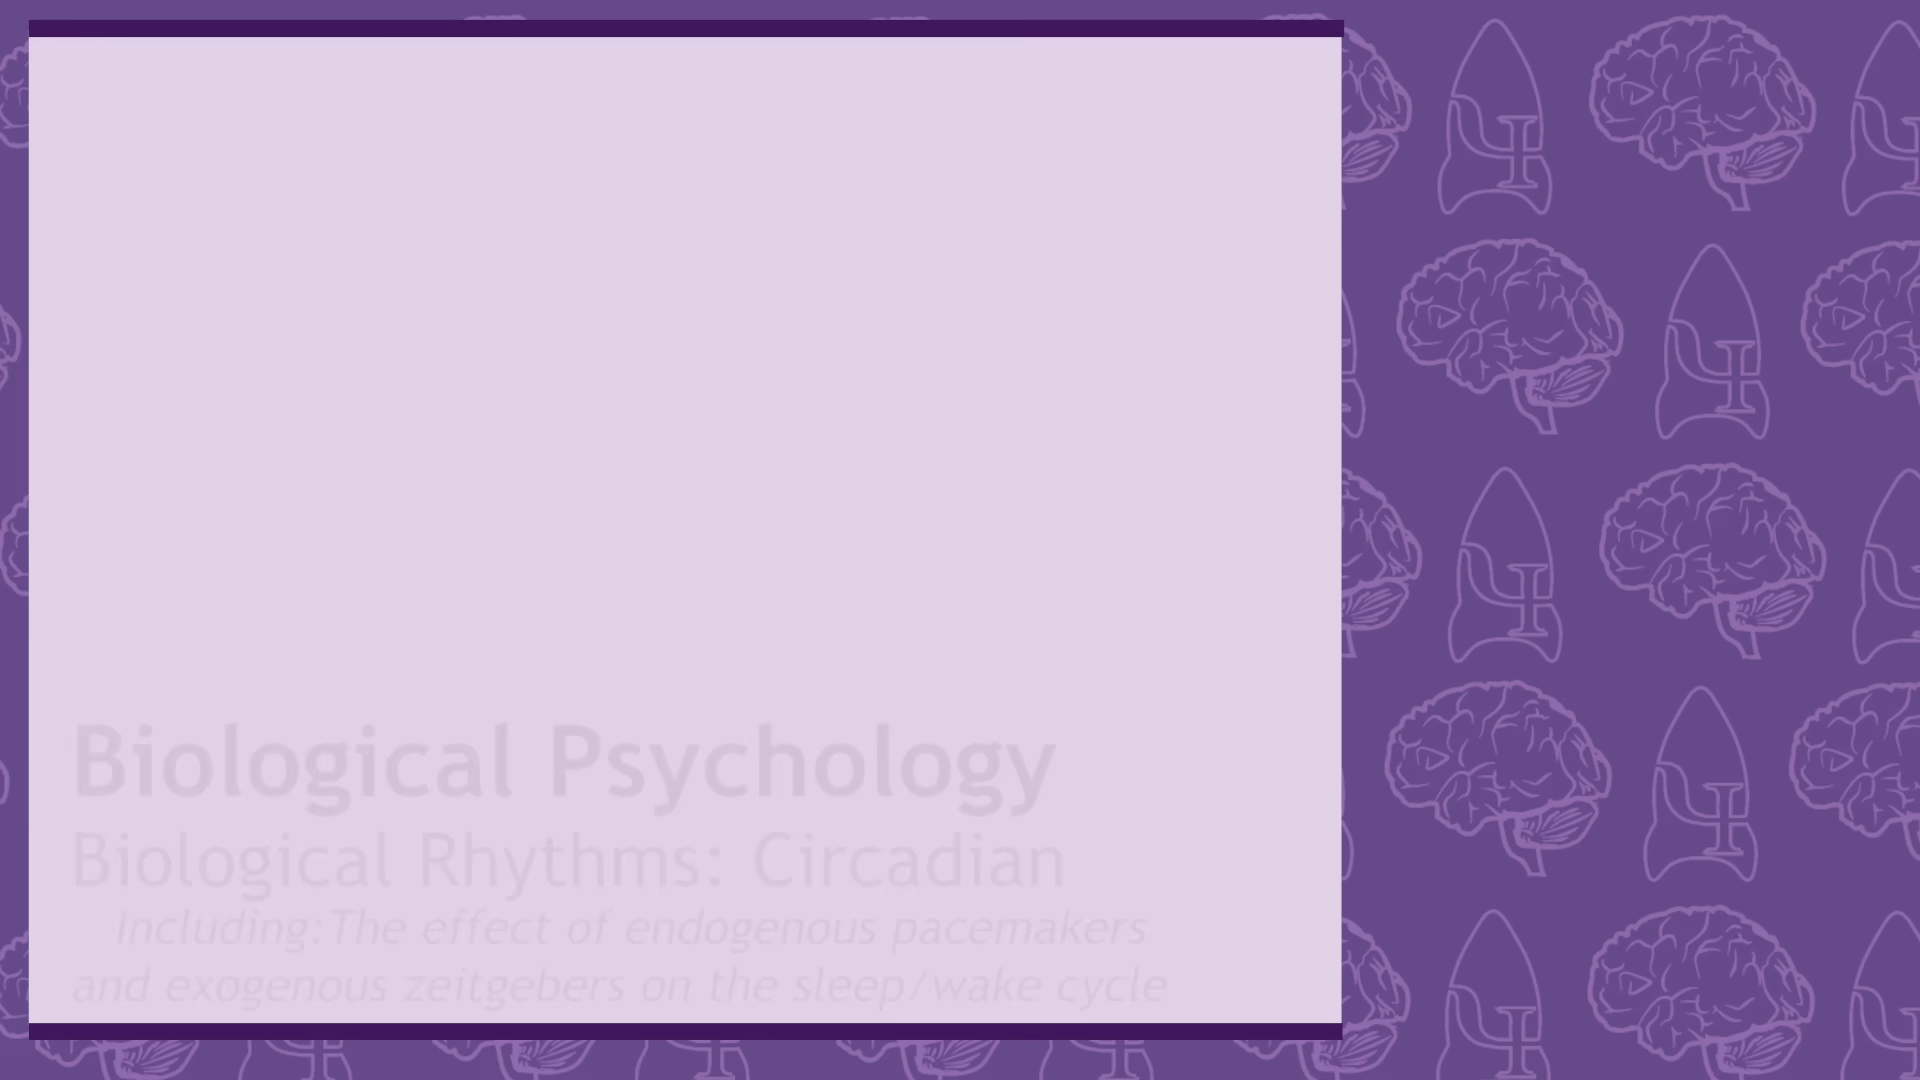 Biological Psychology
Biological Rhythms: Circadian
Including:The effect of endogenous pacemakers
and exogenous zeitgebers on the sleep/wake cycle